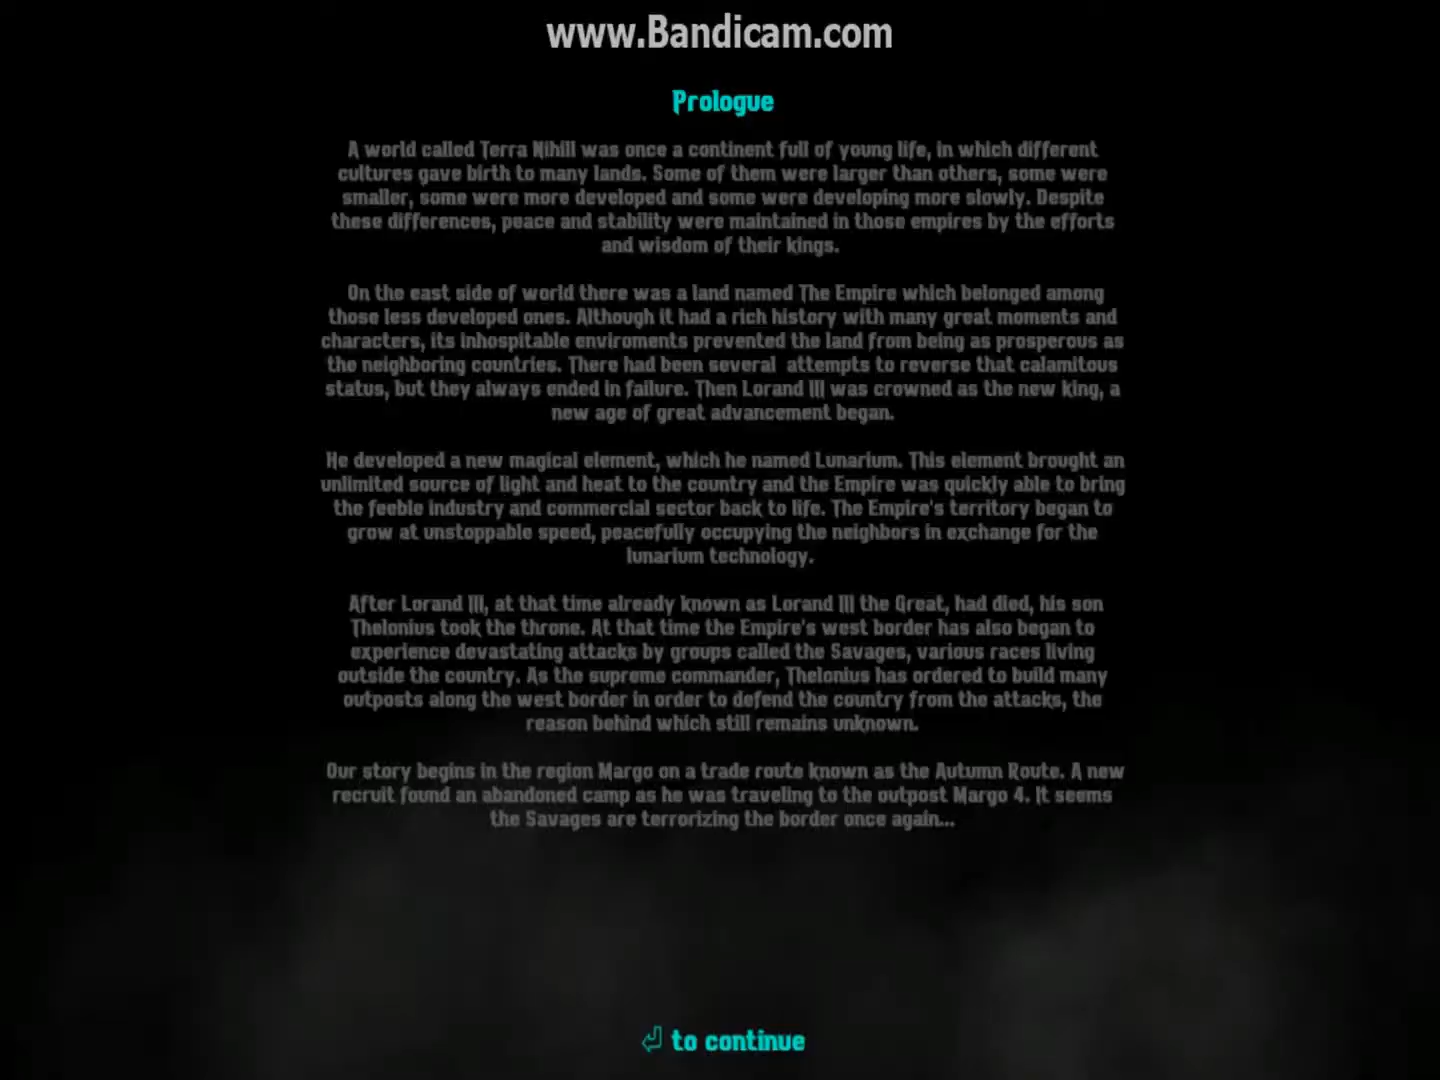 www.Bandicam.com
Prologue
A world called Terra Nihill was once a continent full of young life, in which different
cultures gave birth to many lands. Some of them were larger than others, some were
smaller, some were more developed and some were developing more slowly. Despite
these differences, peace and stability were maintained in those empires by the efforts
and wisdom of their kings.
On the east side of world there was a land named The Empire which belonged among
those less developed ones. Although it had a rich history with many great moments and
characters, its inhospitable enviroments prevented the land from being as prosperous as
the neighboring countries. There had been several attempts to reverse that calamitous
status, but they always ended in failure. Then Lorand III was crowned as the new king, a
new age of great advancement began.
He developed a new magical element, which he named Lunarium. This element brought an
unlimited source of light and heat to the country and the Empire was quickly able to bring
the feeble industry and commercial sector back to life. The Empire's territory began to
grow at unstoppable speed, peacefully occupying the neighbors in exchange for the
lunarium technology.
After Lorand III, at that time already known as Lorand III the Great, had died, his son
Thelonius took the throne. At that time the Empire's west border has also began to
experience devastating attacks by groups called the Savages, various races living
outside the country. As the supreme commander, Thelonius has ordered to build many
outposts along the west border in order to defend the country from the attacks, the
reason behind which still remains unknown.
Our story begins in the region Margo on a trade route known as the Autumn Route. A new
recruit found an abandoned camp as he was traveling to the outpost Margo 4. It seems
the Savages are terrorizing the border once again...
⏎ to continue